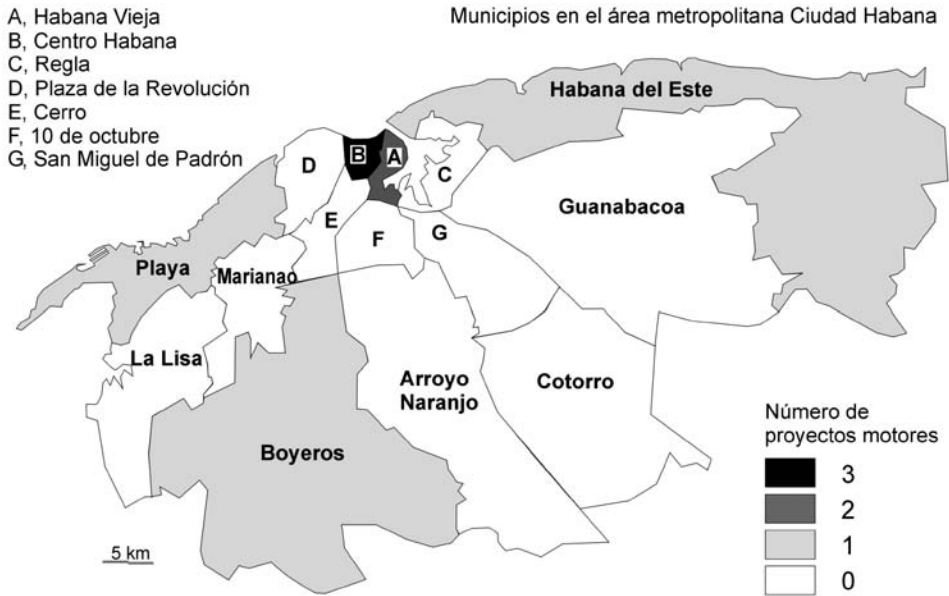 A, Habana Vieja
B, Centro Habana
C, Regla
D, Plaza de la Revolución
E, Cerro
F, 10 de octubre
G, San Miguel de Padrón
Municipios en el área metropolitana Ciudad Habana
Habana del Este
D
B
A
C
Guanabacoa
E
F
G
Playa
Marianao
La Lisa
Arroyo
Naranjo
Cotorro
Boyeros
5 km
Número de
proyectos motores
3
2
1
0